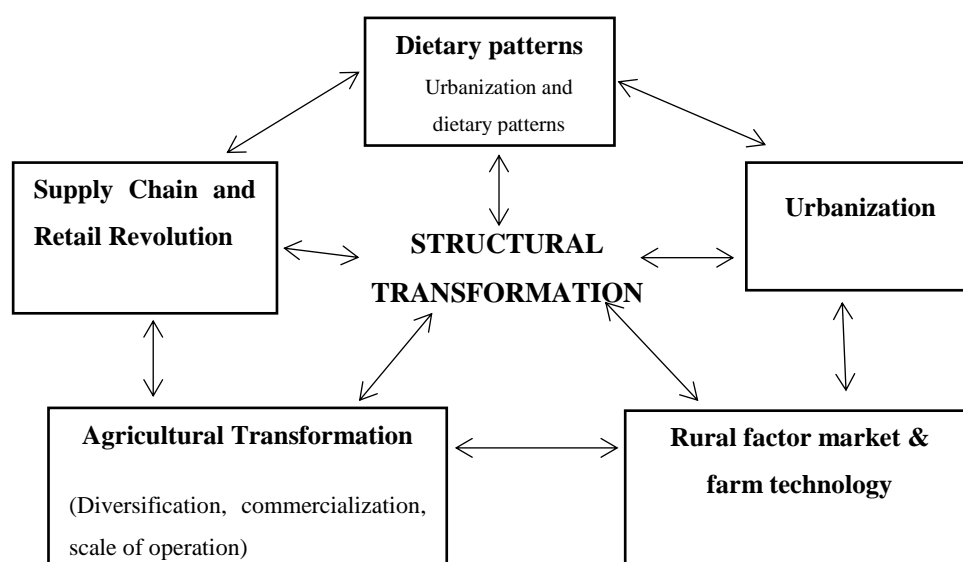 Dietary patterns
Urbanization and
dietary patterns
Supply Chain and
Retail Revolution
Urbanization
STRUCTURAL
TRANSFORMATION
Agricultural Transformation
(Diversification, commercialization,
scale of operation)
Rural factor market &
farm technology